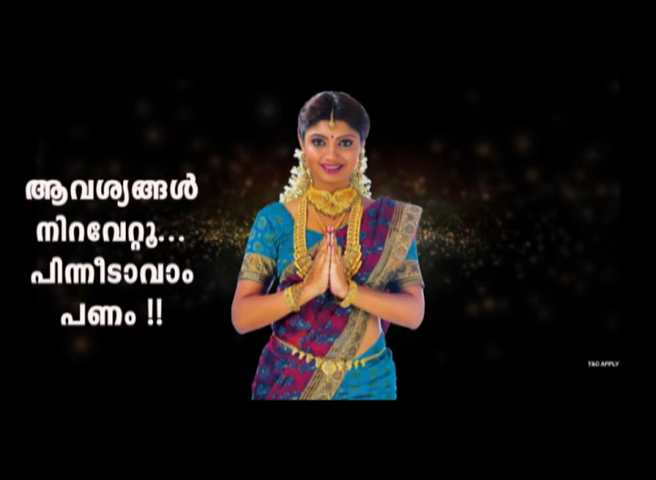 ആവശ്യങ്ങൾ
നിറവേറ്റൂ...
പിന്നീടാവാം
പണം !!
T&C APPLY